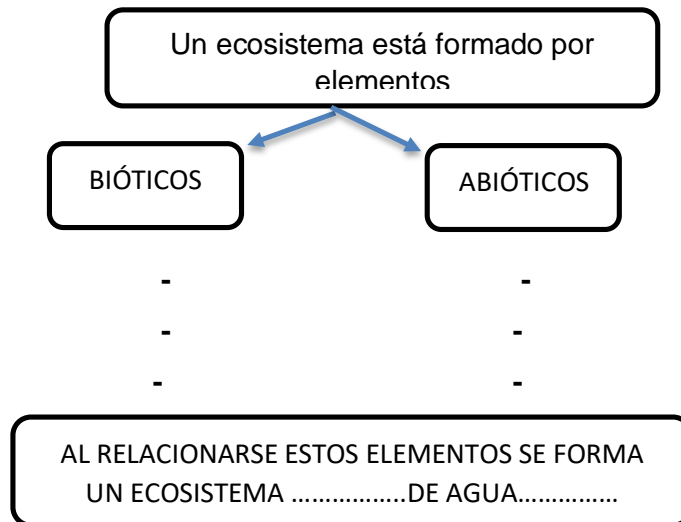 Un ecosistema está formado por
elementos
BIÓTICOS ABIÓTICOS
- -
- -
- -
AL RELACIONARSE ESTOS ELEMENTOS SE FORMA
UN ECOSISTEMA ……………..DE AGUA……………